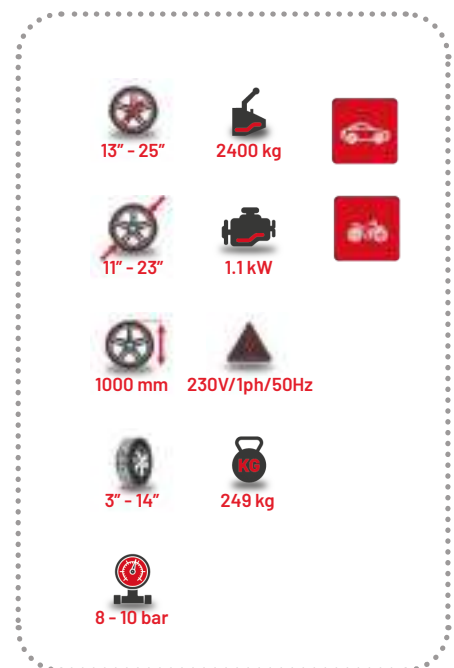 13" - 25"
2400 kg
11" - 23"
1.1 kW
1000 mm
230V/1ph/50Hz
3" - 14"
KG
249 kg
8 - 10 bar